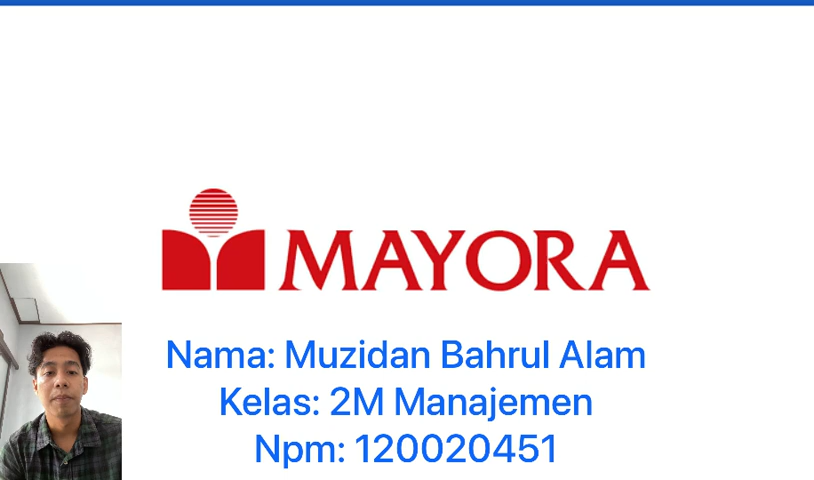 MAYORA
Nama: Muzidan Bahrul Alam
Kelas: 2M Manajemen
Npm: 120020451